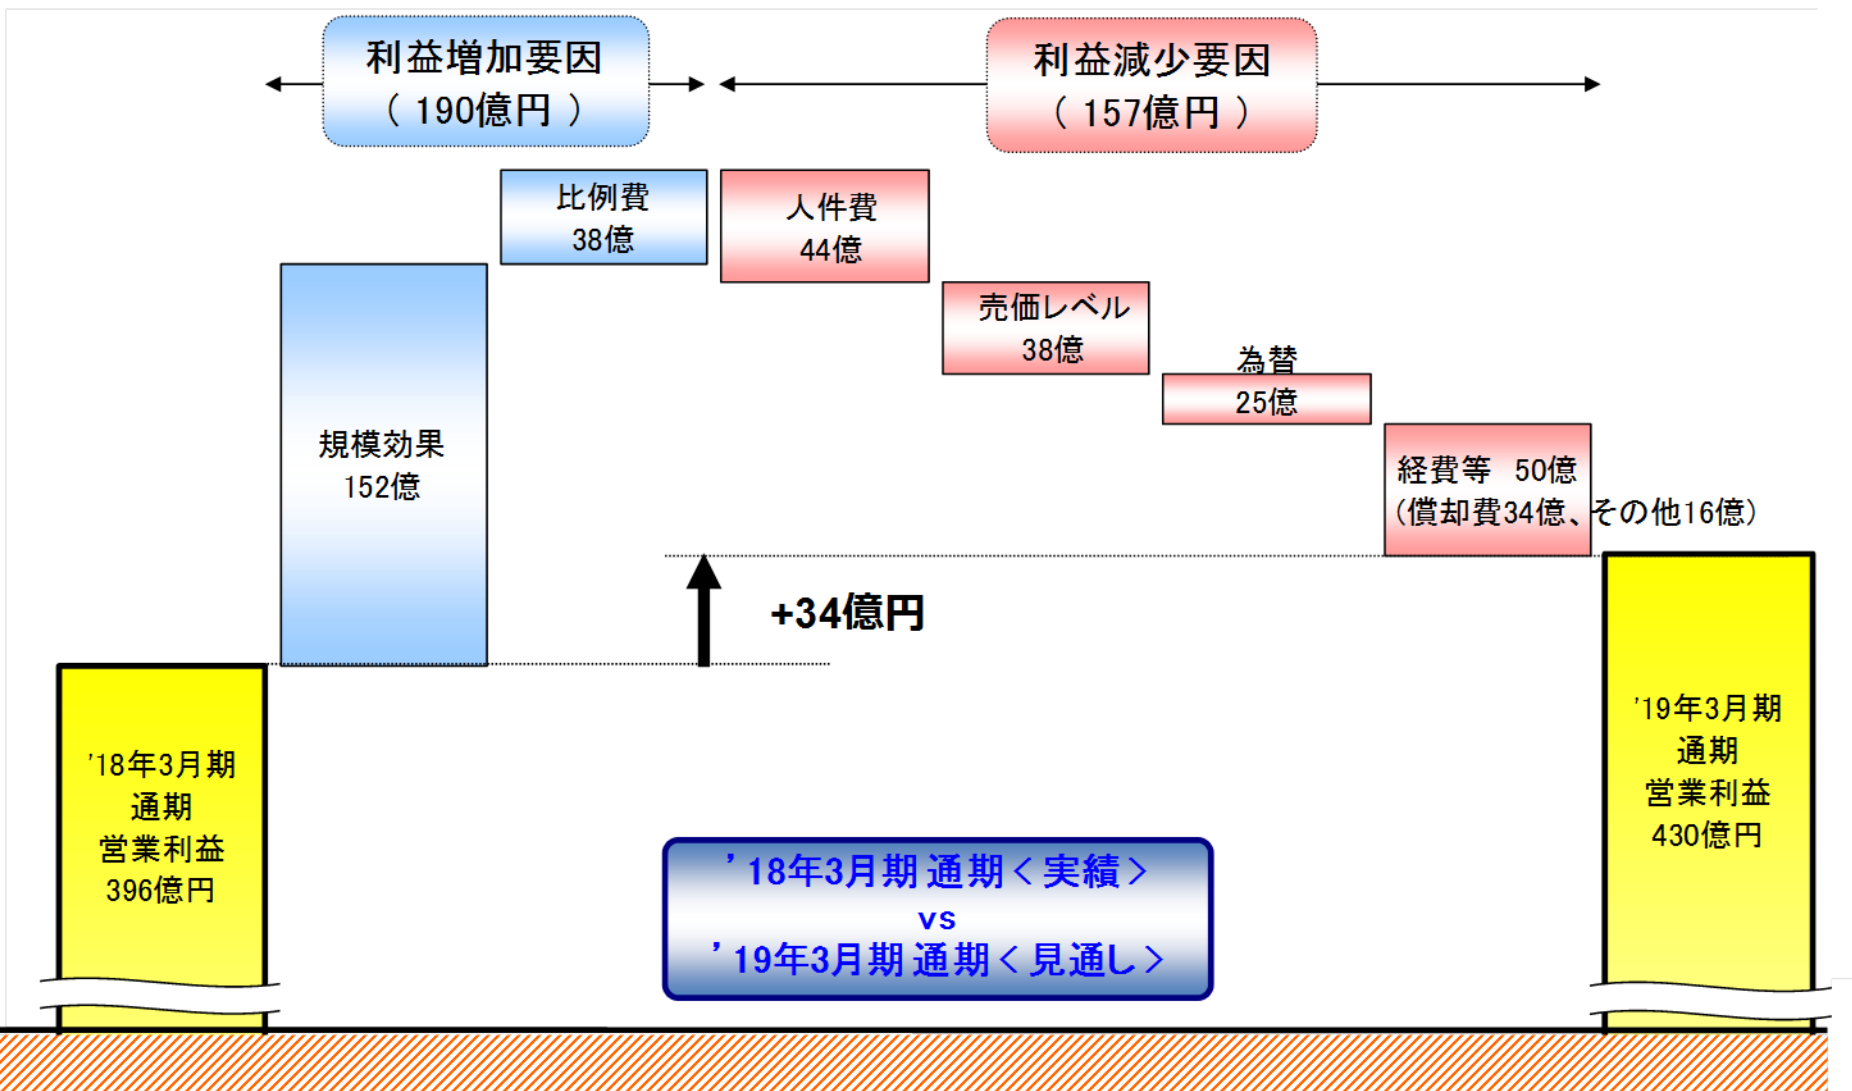 利益増加要因
（ 190億円 ）
利益減少要因
（ 157億円 ）
比例費
38億
人件費
44億
売価レベル
38億
為替
25億
規模効果
152億
経費等　50億
（償却費34億、その他16億）
+34億円
'18年3月期
通期
営業利益
396億円
'19年3月期
通期
営業利益
430億円
’18年3月期 通期＜実績＞
vs
’19年3月期 通期＜見通し＞